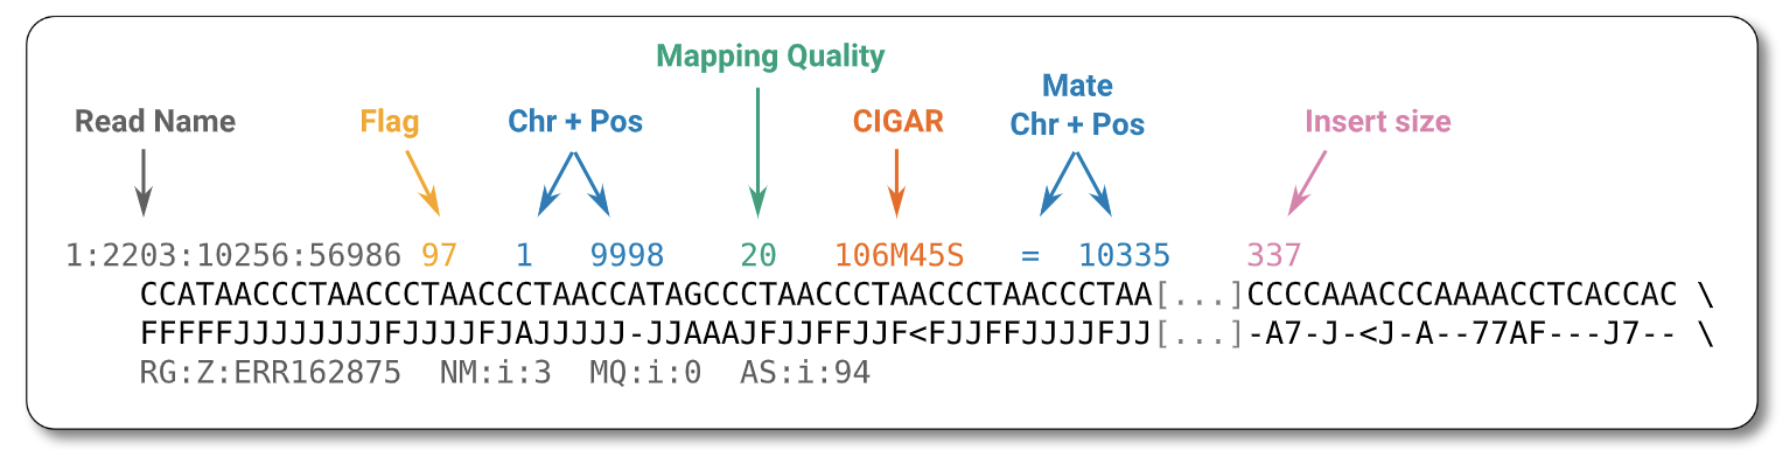 Mapping Quality
Mate
Read Name Flag Chr + Pos CIGAR Chr + Pos Insert size
1:2203:10256:56986 97 1 9998 20 106M45S = 10335 337
CCATAACCCTAACCCTAACCCTAACCATAGCCCTAACCCTAACCCTAACCCTAA[...]CCCCAAACCCAAAACCTCACCAC \
FFFFFJJJJJJJJFJJJJFJAJJJJJ-JJAAAJFJJFFJJF<FJJFFJJJJFJJ[...]-A7-J-<J-A--77AF---J7-- \
RG:Z:ERR162875 NM:i:3 MQ:i:0 AS:i:94